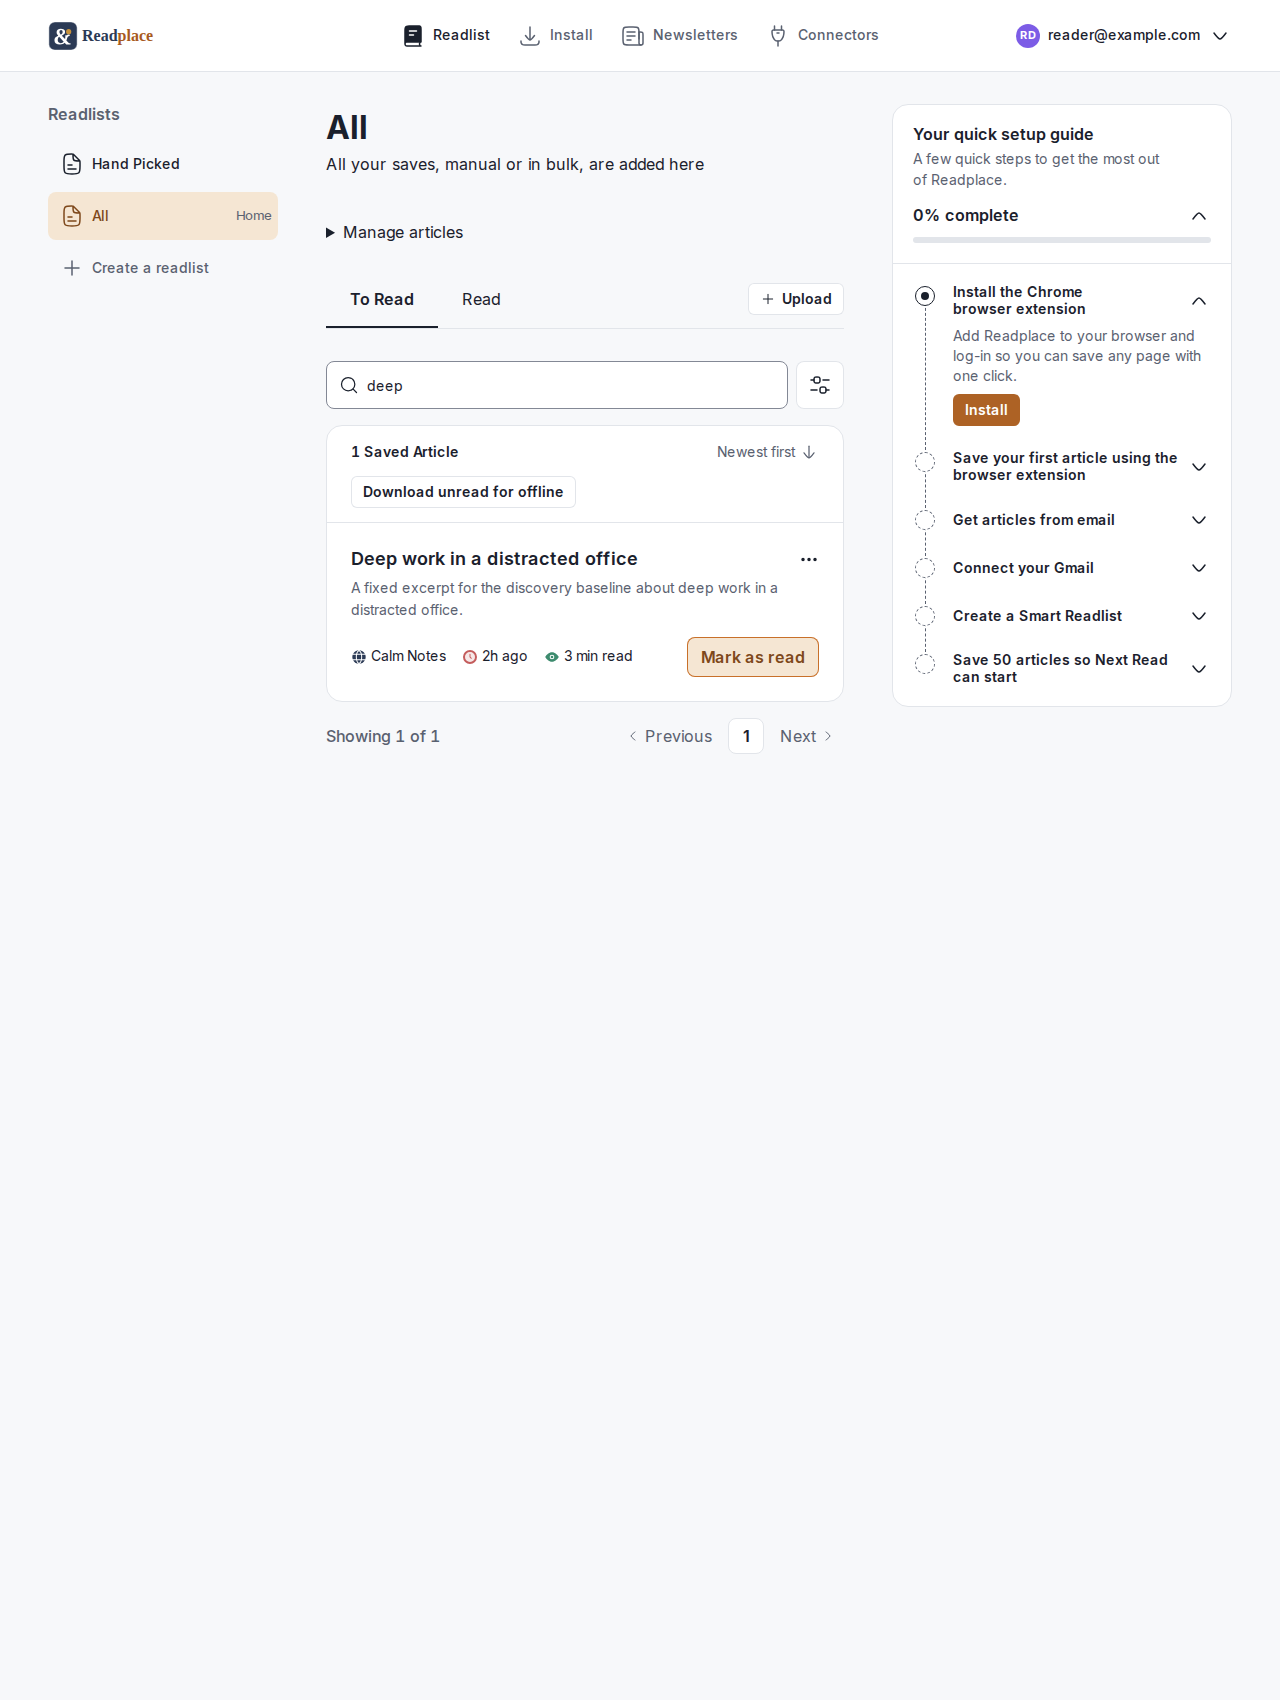 & Readplace
Readlist
Install
Newsletters
Connectors
RD
reader@example.com
Readlists
Hand Picked
All
Home
Create a readlist
All
All your saves, manual or in bulk, are added here
Manage articles
To Read
Read
Upload
deep
1 Saved Article
Newest first
Download unread for offline
Deep work in a distracted office
A fixed excerpt for the discovery baseline about deep work in a
distracted office.
Calm Notes
2h ago
3 min read
Mark as read
Showing 1 of 1
Previous
1
Next
Your quick setup guide
A few quick steps to get the most out
of Readplace.
0% complete
Install the Chrome
browser extension
Add Readplace to your browser and
log-in so you can save any page with
one click.
Install
Save your first article using the
browser extension
Get articles from email
Connect your Gmail
Create a Smart Readlist
Save 50 articles so Next Read
can start